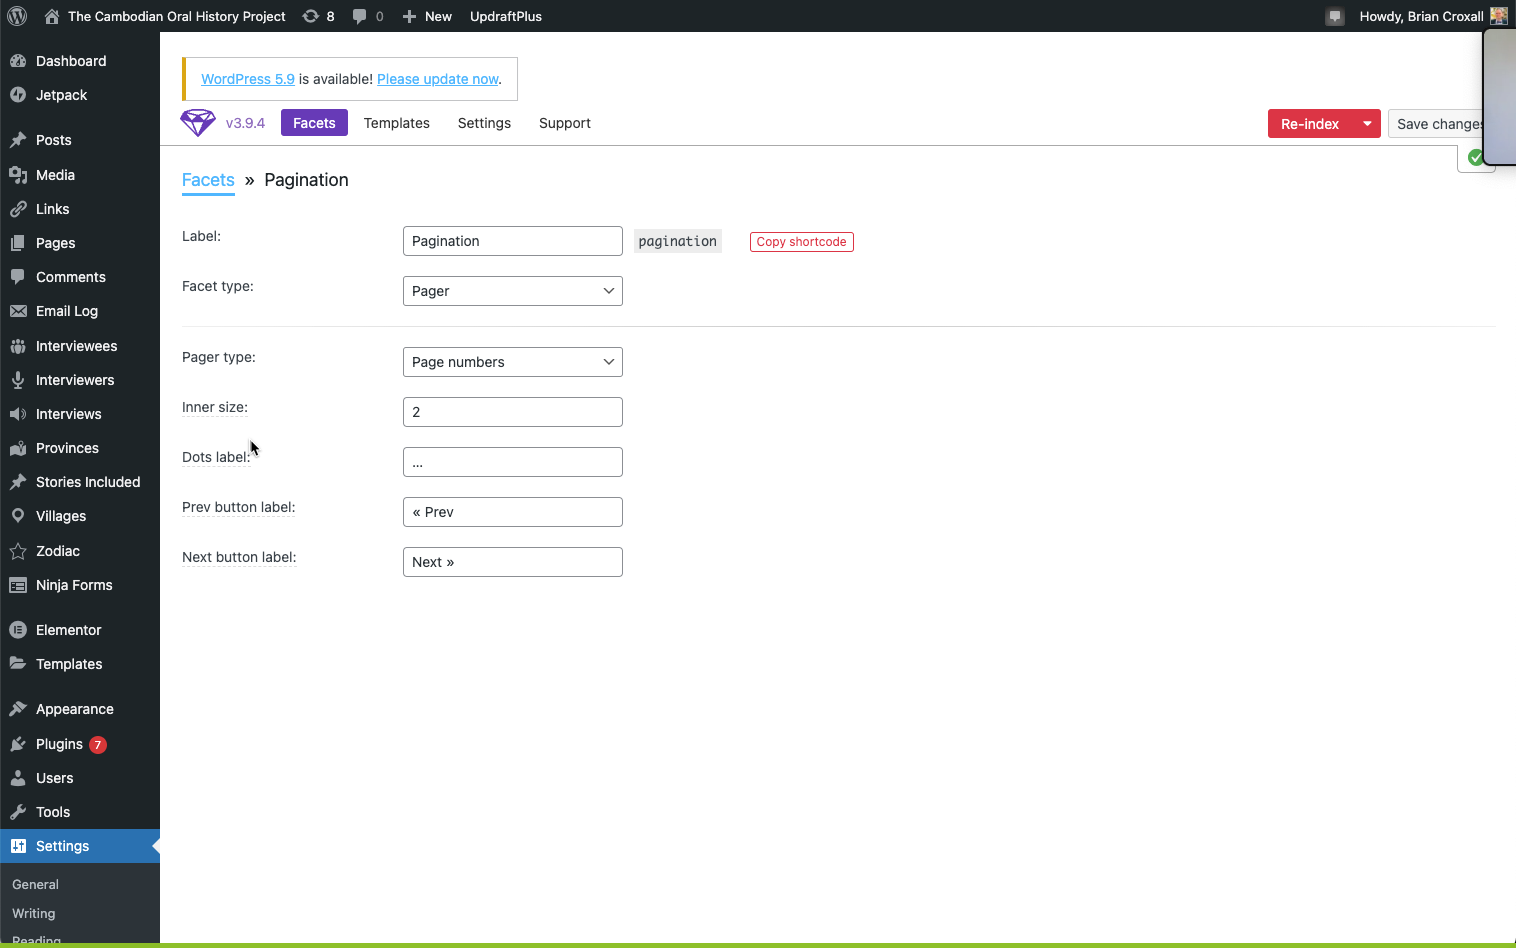 The Cambodian Oral History Project 8 0 New UpdraftPlus Howdy, Brian Croxall
Dashboard
Jetpack
Posts
Media
Links
Pages
Comments
Email Log
Interviewees
Interviewers
Interviews
Provinces
Stories Included
Villages
Zodiac
Ninja Forms
Elementor
Templates
Appearance
Plugins 7
Users
Tools
Settings
General
Writing
Reading
WordPress 5.9 is available! Please update now.
v3.9.4 Facets Templates Settings Support Re-index Save changes
Facets » Pagination
Label: Pagination pagination Copy shortcode
Facet type: Pager
Pager type: Page numbers
Inner size: 2
Dots label: …
Prev button label: « Prev
Next button label: Next »